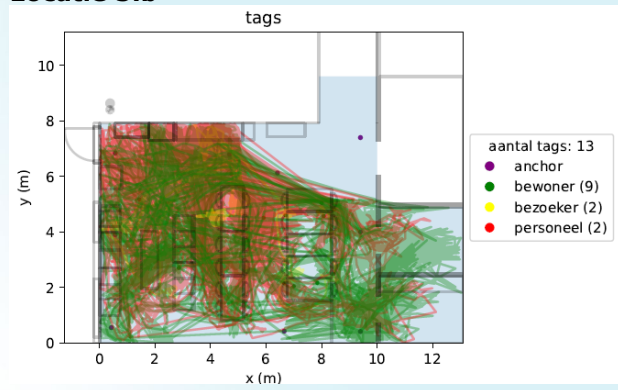 tags
10
8
6
4
2
0
y (m)
0 2 4 6 8 10 12
x (m)
aantal tags: 13
anchor
bewoner (9)
bezoeker (2)
personeel (2)